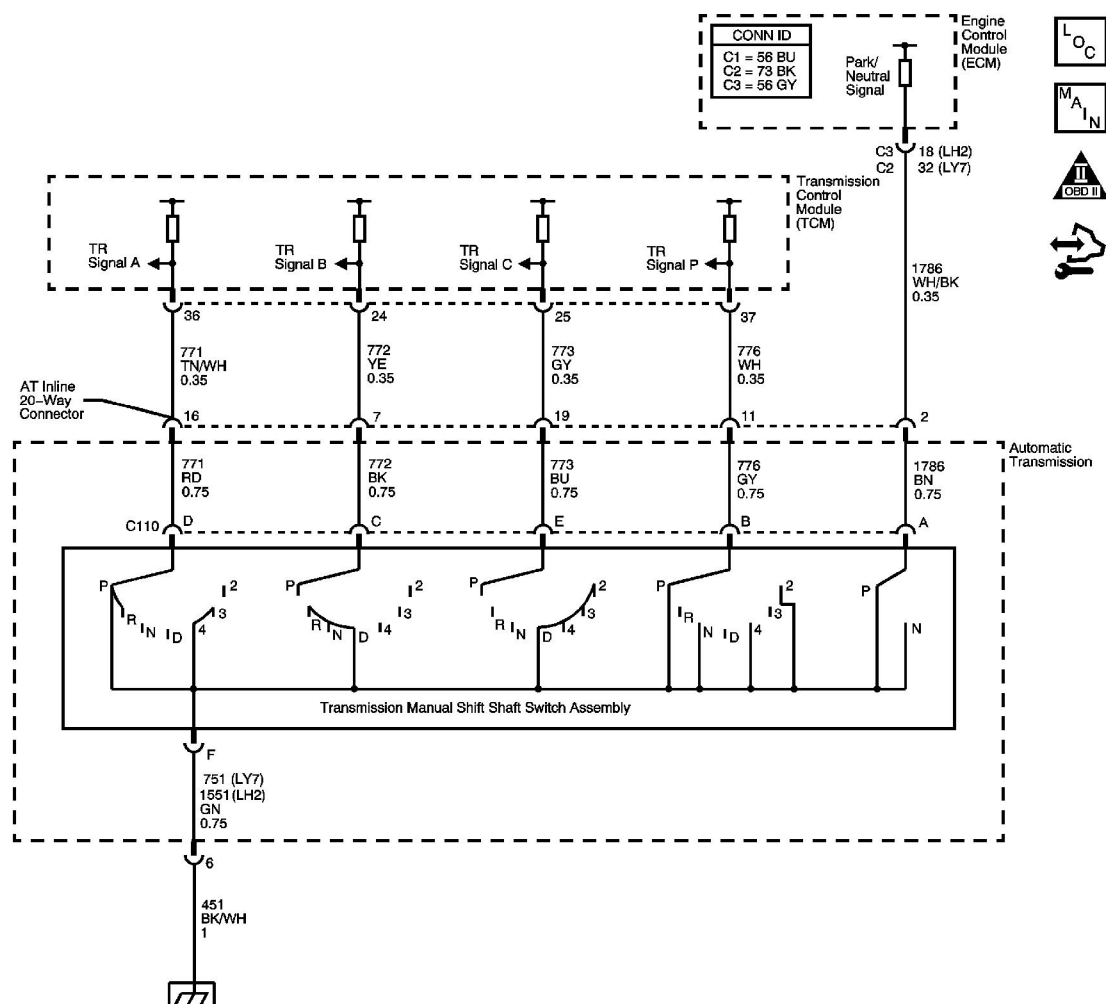 CONN ID
C1 = 56 BU
C2 = 73 BK
C3 = 56 GY
Park/
Neutral
Signal
Engine
Control
Module
(ECM)
LOC
MAIN
II
OBD II
C3 18 (LH2)
C2 32 (LY7)
Transmission
Control
Module
(TCM)
TR
Signal A
TR
Signal B
TR
Signal C
TR
Signal P
1786
WH/BK
0.35
36
24
25
37
771
TN/WH
0.35
772
YE
0.35
773
GY
0.35
776
WH
0.35
AT Inline
20-Way
Connector
16
7
19
11
2
Automatic
Transmission
771
RD
0.75
772
BK
0.75
773
BU
0.75
776
GY
0.75
1786
BN
0.75
C110 D
C
E
B
A
P R N D 4 3 2
P R N D 4 3 2
P R N D 4 3 2
P R N D 4 3 2
P N
Transmission Manual Shift Shaft Switch Assembly
F
751 (LY7)
1551 (LH2)
GN
0.75
6
451
BK/WH
1